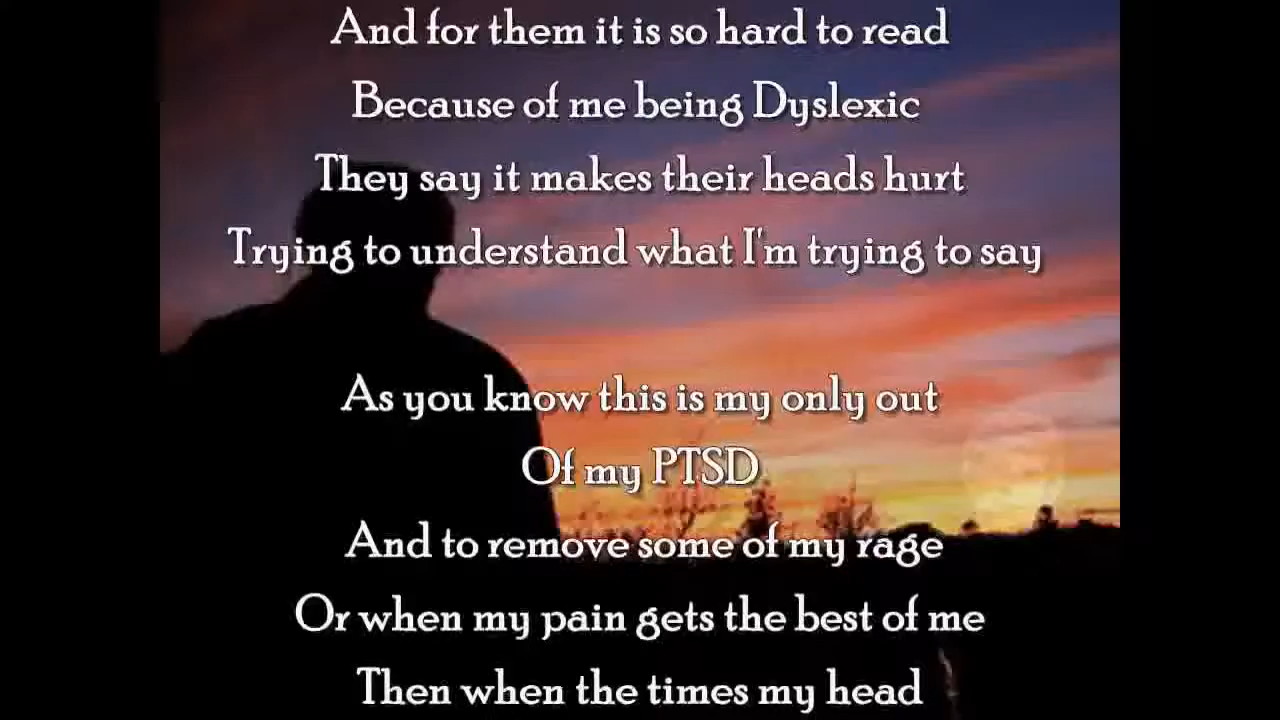 And for them it is so hard to read
Because of me being Dyslexic
They say it makes their heads hurt
Trying to understand what I'm trying to say
As you know this is my only out
Of my PTSD
And to remove some of my rage
Or when my pain gets the best of me
Then when the times my head